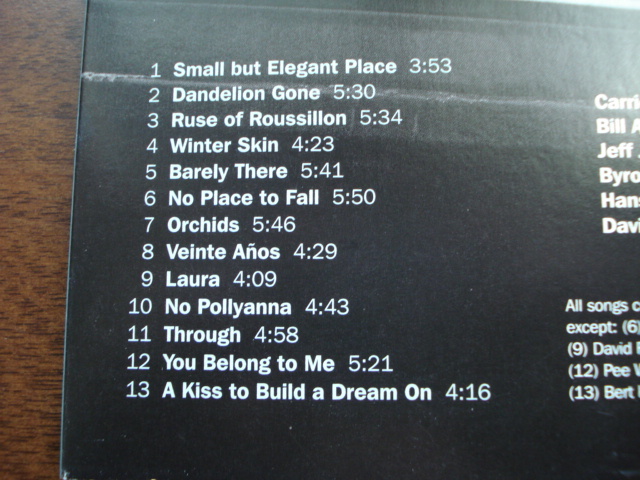 1 Small but Elegant Place 3:53
2 Dandelion Gone 5:30
3 Ruse of Roussillon 5:34
4 Winter Skin 4:23
5 Barely There 5:41
6 No Place to Fall 5:50
7 Orchids 5:46
8 Veinte Años 4:29
9 Laura 4:09
10 No Pollyanna 4:43
11 Through 4:58
12 You Belong to Me 5:21
13 A Kiss to Build a Dream On 4:16
Bill
Jeff
All songs
except: (6)
(9) David
(12) Pee
(13) Bert